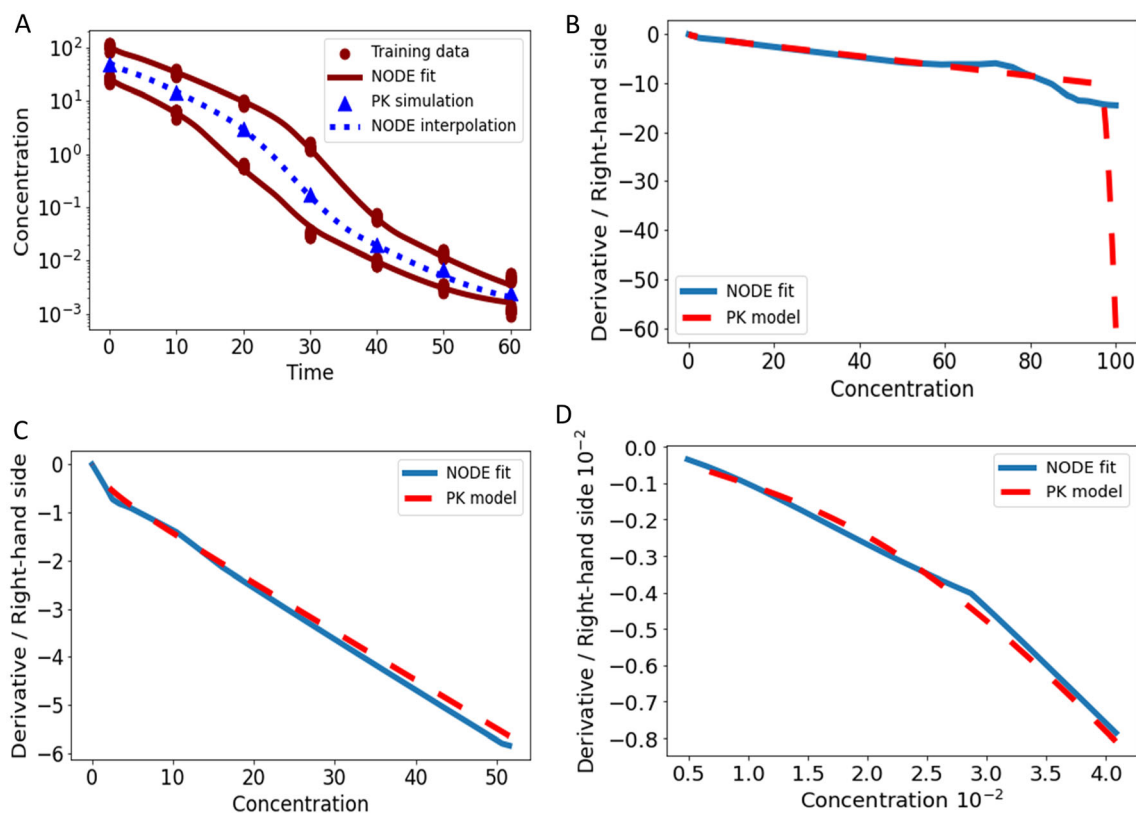 A
Concentration
10²
10¹
10⁰
10⁻¹
10⁻²
10⁻³
0 10 20 30 40 50 60
Time
Training data
NODE fit
PK simulation
NODE interpolation
B
Derivative / Right-hand side
0
−10
−20
−30
−40
−50
−60
0 20 40 60 80 100
Concentration
NODE fit
PK model
C
Derivative / Right-hand side
0
−1
−2
−3
−4
−5
−6
0 10 20 30 40 50
Concentration
NODE fit
PK model
D
Derivative / Right-hand side 10⁻²
0.0
−0.1
−0.2
−0.3
−0.4
−0.5
−0.6
−0.7
−0.8
0.5 1.0 1.5 2.0 2.5 3.0 3.5 4.0
Concentration 10⁻²
NODE fit
PK model